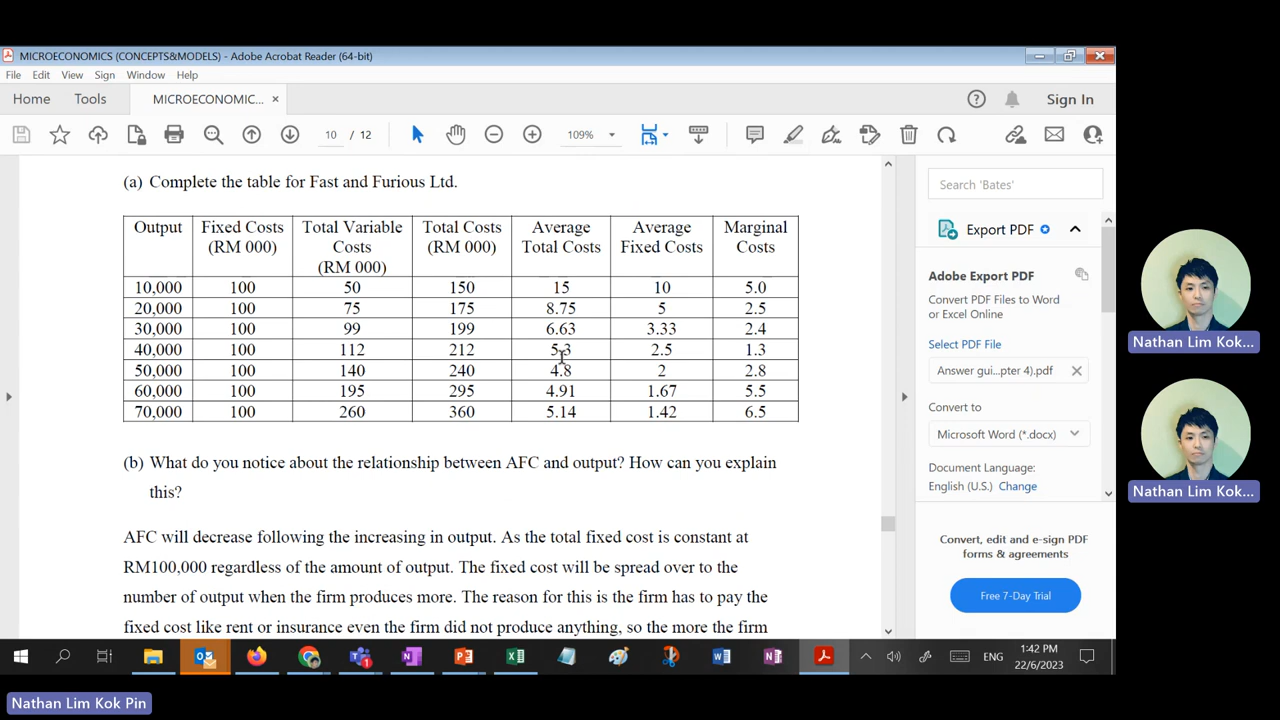 MICROECONOMICS (CONCEPTS&MODELS) - Adobe Acrobat Reader (64-bit)
File Edit View Sign Window Help
Home Tools MICROECONOMIC... × Sign In
10 / 12 109%
(a) Complete the table for Fast and Furious Ltd.
Output Fixed Costs Total Variable Total Costs Average Average Marginal
(RM 000) Costs (RM 000) Total Costs Fixed Costs Costs
(RM 000)
10,000 100 50 150 15 10 5.0
20,000 100 75 175 8.75 5 2.5
30,000 100 99 199 6.63 3.33 2.4
40,000 100 112 212 5.3 2.5 1.3
50,000 100 140 240 4.8 2 2.8
60,000 100 195 295 4.91 1.67 5.5
70,000 100 260 360 5.14 1.42 6.5
(b) What do you notice about the relationship between AFC and output? How can you explain
this?
AFC will decrease following the increasing in output. As the total fixed cost is constant at
RM100,000 regardless of the amount of output. The fixed cost will be spread over to the
number of output when the firm produces more. The reason for this is the firm has to pay the
fixed cost like rent or insurance even the firm did not produce anything, so the more the firm
Search 'Bates'
Export PDF
Adobe Export PDF
Convert PDF Files to Word
or Excel Online
Select PDF File
Answer gui...pter 4).pdf ×
Convert to
Microsoft Word (*.docx)
Document Language:
English (U.S.) Change
Convert, edit and e-sign PDF
forms & agreements
Free 7-Day Trial
Nathan Lim Kok...
Nathan Lim Kok...
ENG
1:42 PM
22/6/2023
Nathan Lim Kok Pin